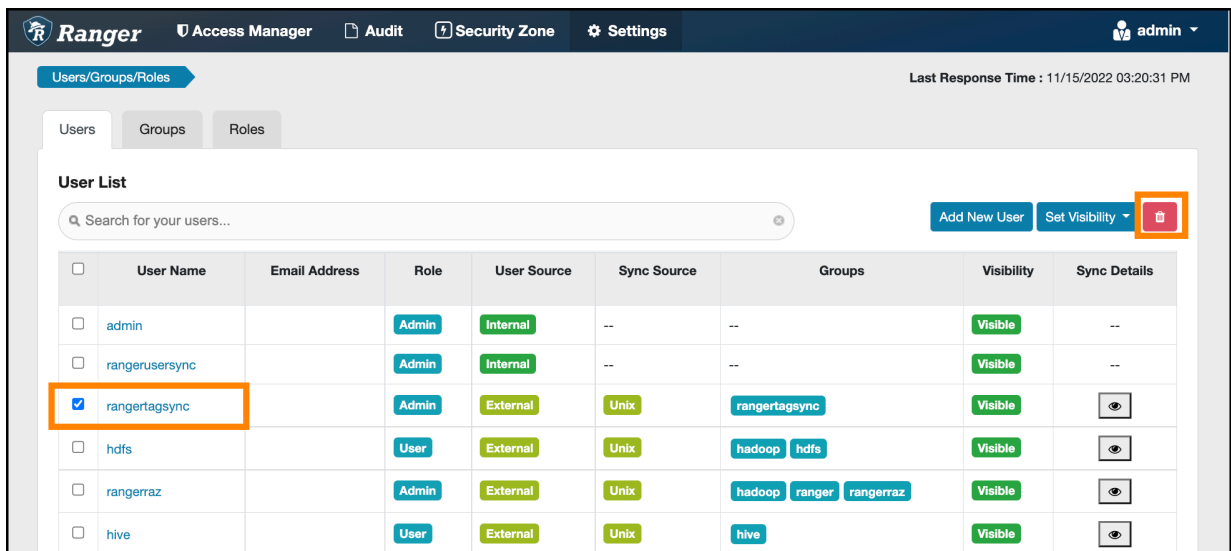 Ranger Access Manager Audit Security Zone Settings admin
Users/Groups/Roles Last Response Time : 11/15/2022 03:20:31 PM
Users Groups Roles
User List
Search for your users... Add New User Set Visibility
User Name Email Address Role User Source Sync Source Groups Visibility Sync Details
admin Admin Internal -- -- Visible --
rangerusersync Admin Internal -- -- Visible --
rangertagsync Admin External Unix rangertagsync Visible
hdfs User External Unix hadoop hdfs Visible
rangerraz Admin External Unix hadoop ranger rangerraz Visible
hive User External Unix hive Visible